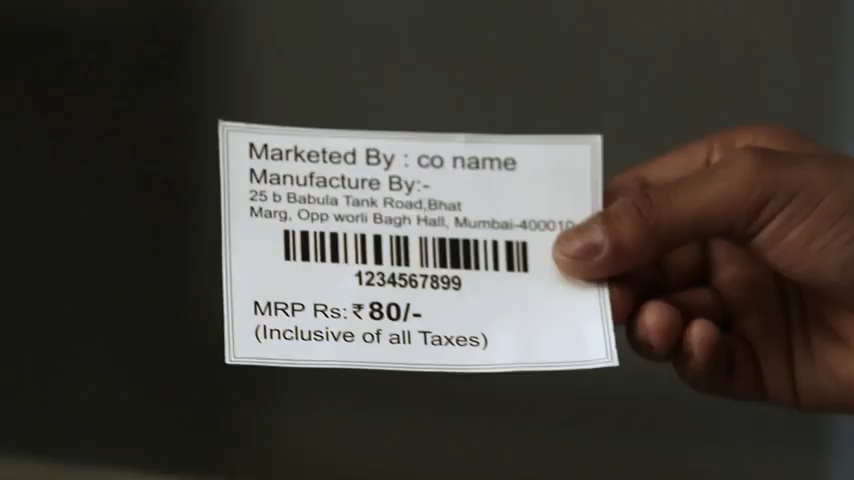 Marketed By : co name
Manufacture By:-
25 b Babula Tank Road,Bhat
Marg, Opp worli Bagh Hall, Mumbai-400010
1234567899
MRP Rs: ₹80/-
(Inclusive of all Taxes)